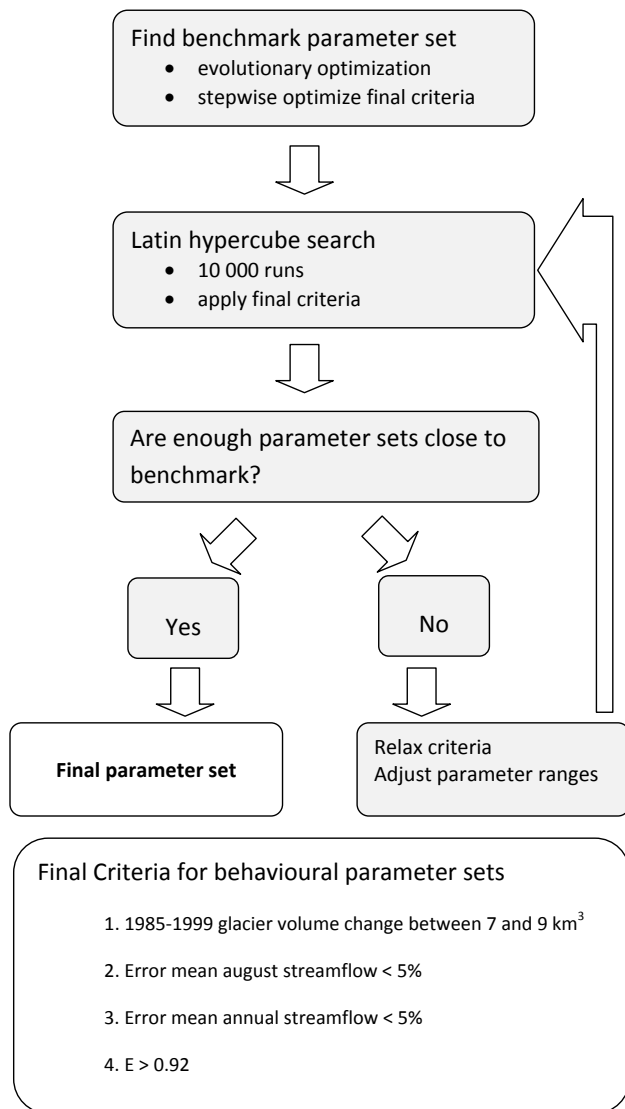 Find benchmark parameter set
• evolutionary optimization
• stepwise optimize final criteria
Latin hypercube search
• 10 000 runs
• apply final criteria
Are enough parameter sets close to
benchmark?
Yes
No
Final parameter set
Relax criteria
Adjust parameter ranges
Final Criteria for behavioural parameter sets
1. 1985-1999 glacier volume change between 7 and 9 km³
2. Error mean august streamflow < 5%
3. Error mean annual streamflow < 5%
4. E > 0.92